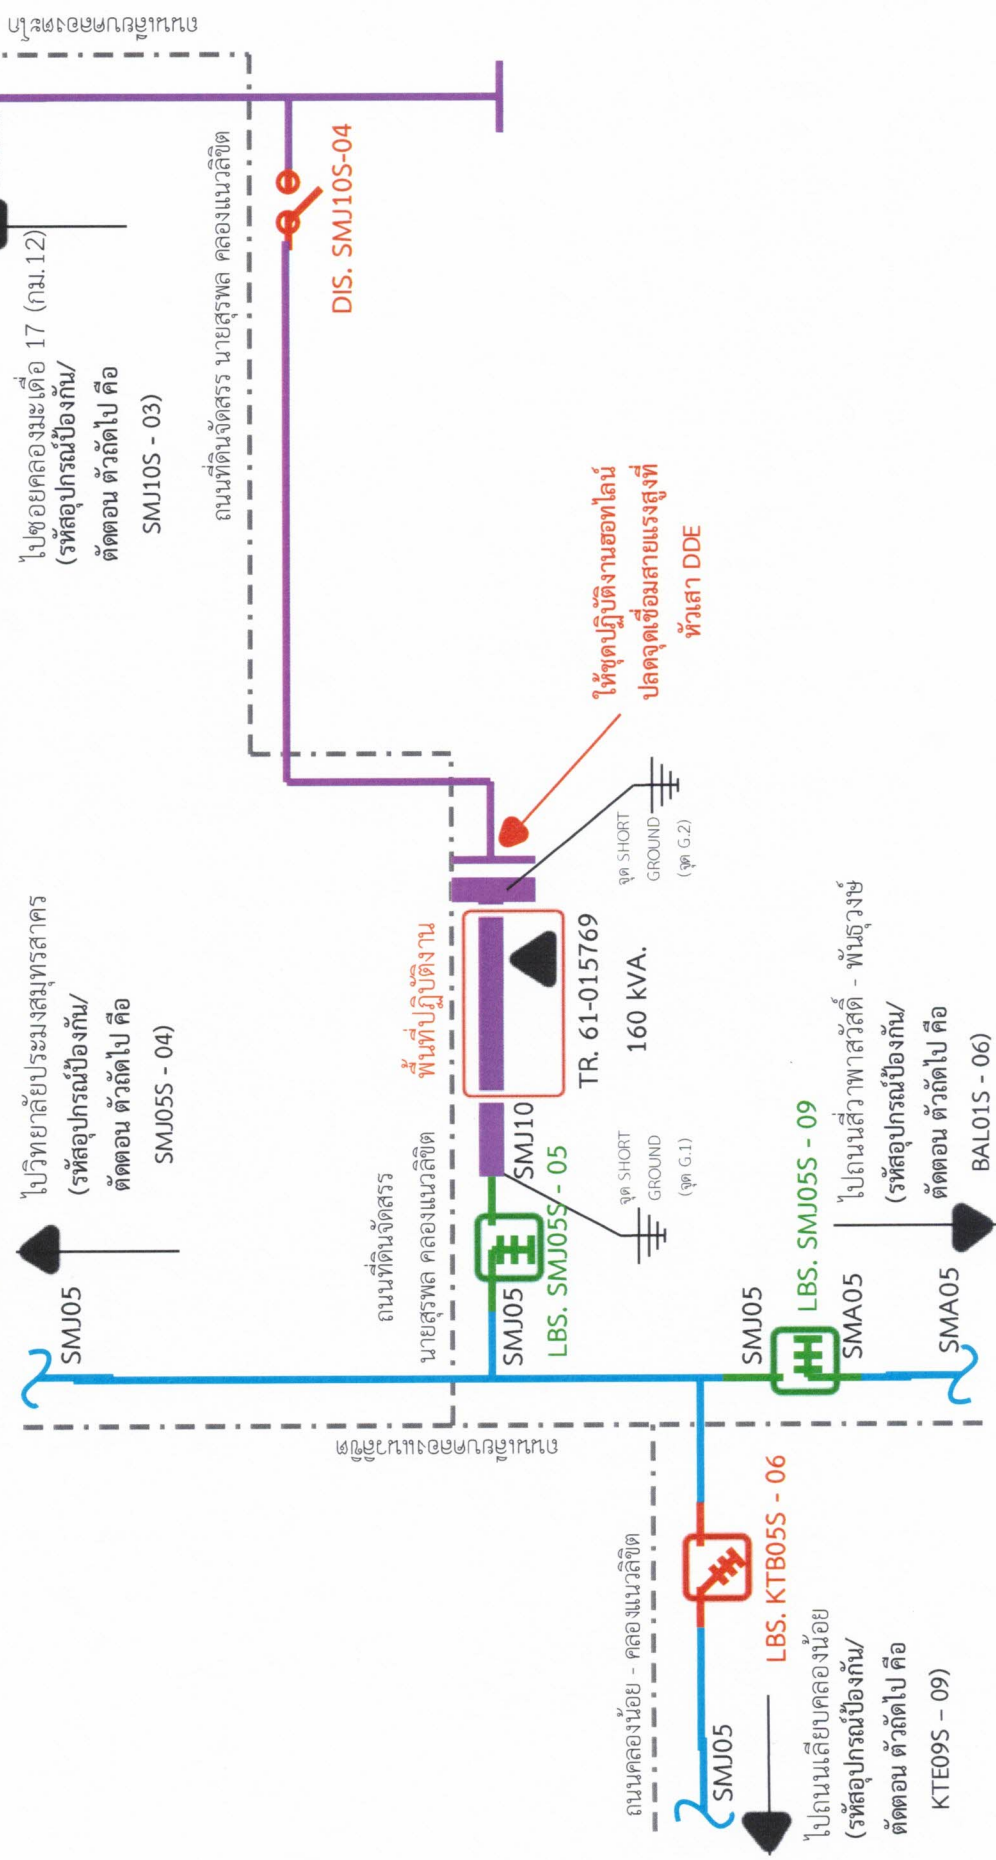 ถนนเลียบคลองตะโก
ไปซอยคลองมะเดื่อ 17 (กม.12)
(รหัสอุปกรณ์ป้องกัน/
ตัดตอน ตัวถัดไป คือ
SMJ10S - 03)
ถนนที่ดินจัดสรร นายสุรพล คลองแนวลิขิต
DIS. SMJ10S-04
ให้ชุดปฏิบัติงานฮอทไลน์
ปลดจุดเชื่อมสายแรงสูงที่
หัวเสา DDE
ไปวิทยาลัยประมงสมุทรสาคร
(รหัสอุปกรณ์ป้องกัน/
ตัดตอน ตัวถัดไป คือ
SMJ05S - 04)
SMJ05
ถนนที่ดินจัดสรร
นายสุรพล คลองแนวลิขิต
พื้นที่ปฏิบัติงาน
SMJ05
SMJ10
LBS. SMJ05S - 05
TR. 61-015769
160 kVA.
จุด SHORT
GROUND
(จุด G.1)
จุด SHORT
GROUND
(จุด G.2)
ถนนเลียบคลองแนวลิขิต
SMJ05
LBS. SMJ05S - 09
SMA05
SMA05
ไปถนนสีวาพาสวัสดิ์ - พันธุวงษ์
(รหัสอุปกรณ์ป้องกัน/
ตัดตอน ตัวถัดไป คือ
BAL01S - 06)
ถนนคลองน้อย - คลองแนวลิขิต
SMJ05
LBS. KTB05S - 06
ไปถนนเลียบคลองน้อย
(รหัสอุปกรณ์ป้องกัน/
ตัดตอน ตัวถัดไป คือ
KTE09S - 09)